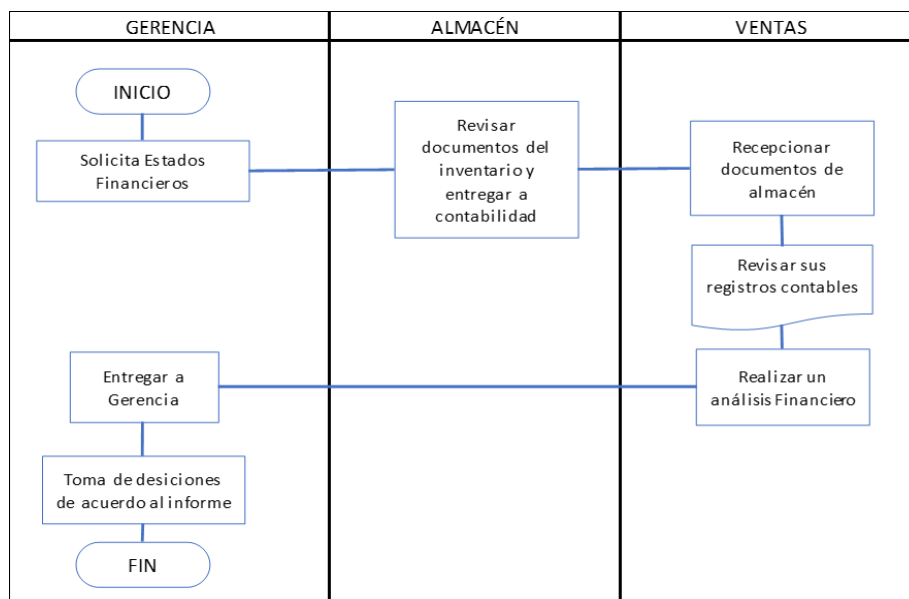 GERENCIA
ALMACÉN
VENTAS
INICIO
Solicita Estados
Financieros
Revisar
documentos del
inventario y
entregar a
contabilidad
Recepcionar
documentos de
almacén
Revisar sus
registros contables
Realizar un
análisis Financiero
Entregar a
Gerencia
Toma de desiciones
de acuerdo al informe
FIN